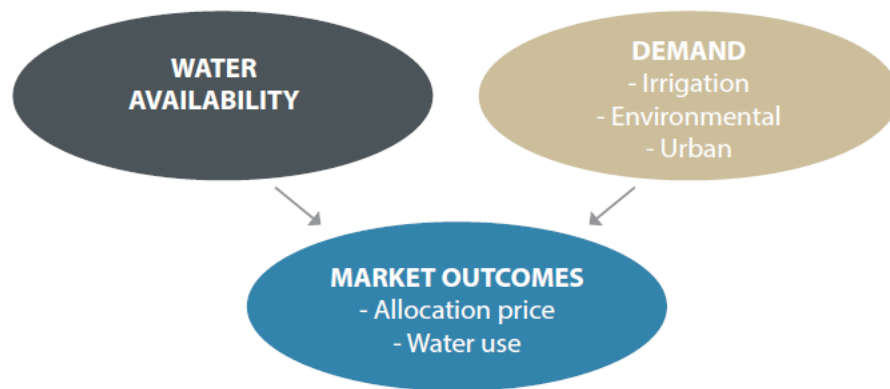 WATER
AVAILABILITY
DEMAND
- Irrigation
- Environmental
- Urban
MARKET OUTCOMES
- Allocation price
- Water use